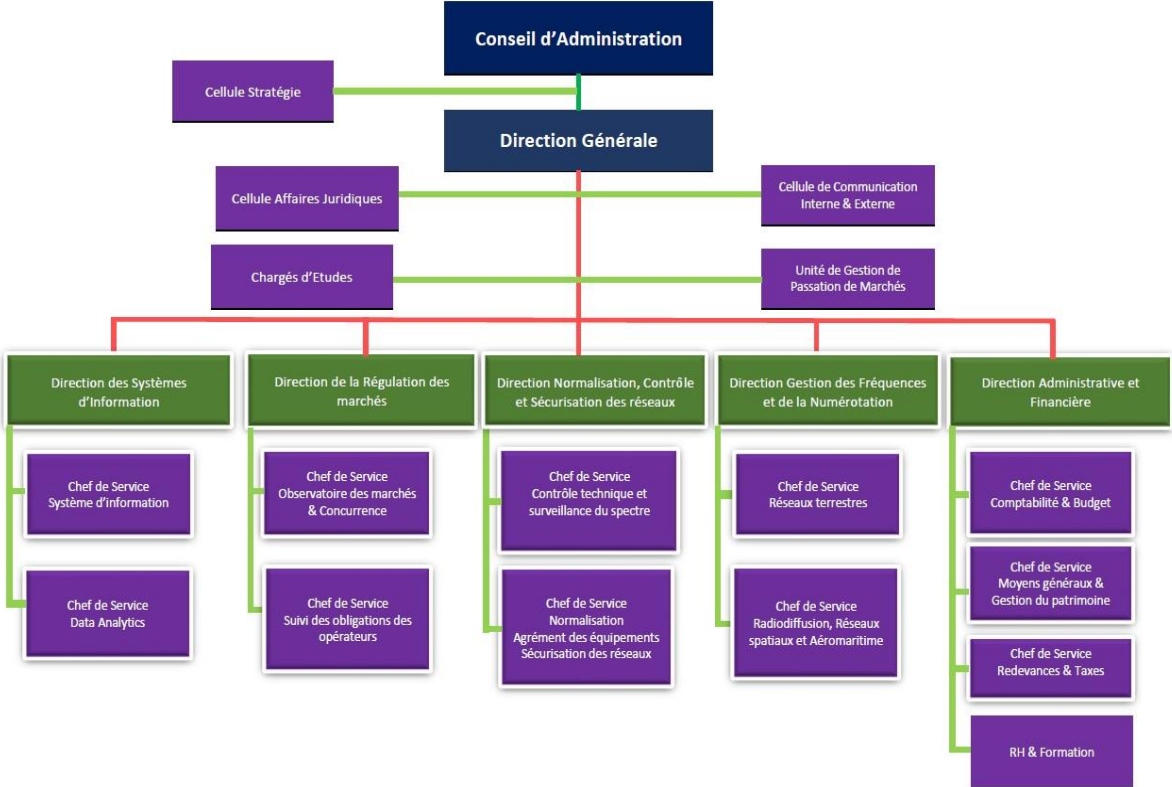 Conseil d'Administration
Cellule Stratégie
Direction Générale
Cellule Affaires Juridiques
Cellule de Communication
Interne & Externe
Chargés d'Etudes
Unité de Gestion de
Passation de Marchés
Direction des Systèmes
d'Information
Direction de la Régulation des
marchés
Direction Normalisation, Contrôle
et Sécurisation des réseaux
Direction Gestion des Fréquences
et de la Numérotation
Direction Administrative et
Financière
Chef de Service
Système d'information
Chef de Service
Data Analytics
Chef de Service
Observatoire des marchés
& Concurrence
Chef de Service
Suivi des obligations des
opérateurs
Chef de Service
Contrôle technique et
surveillance du spectre
Chef de Service
Normalisation
Agrément des équipements
Sécurisation des réseaux
Chef de Service
Réseaux terrestres
Chef de Service
Radiodiffusion, Réseaux
spatiaux et Aéromaritime
Chef de Service
Comptabilité & Budget
Chef de Service
Moyens généraux &
Gestion du patrimoine
Chef de Service
Redevances & Taxes
RH & Formation